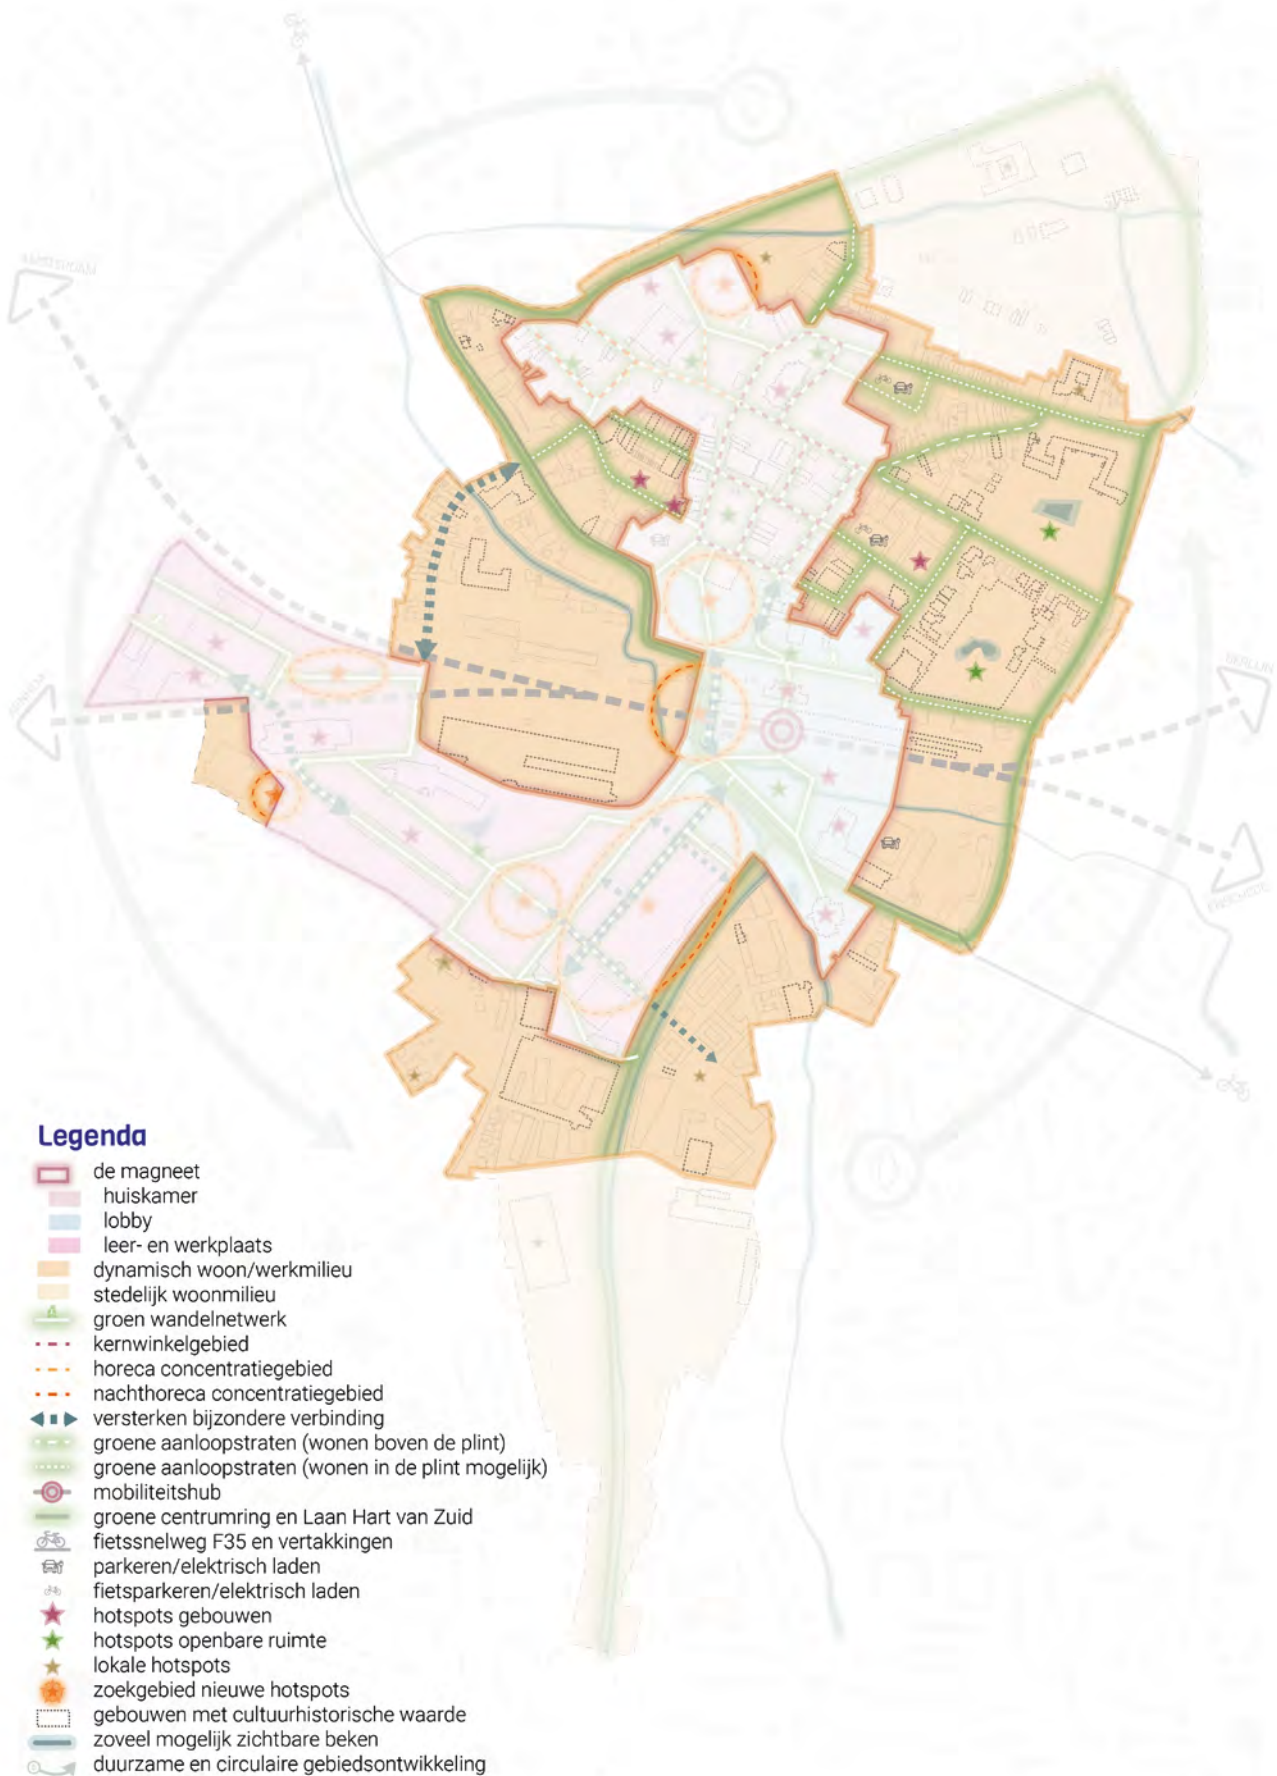 AMSTERDAM
ARNHEM
BERLIJN
ENSCHEDE
Legenda
de magneet
huiskamer
lobby
leer- en werkplaats
dynamisch woon/werkmilieu
stedelijk woonmilieu
groen wandelnetwerk
kernwinkelgebied
horeca concentratiegebied
nachthoreca concentratiegebied
versterken bijzondere verbinding
groene aanloopstraten (wonen boven de plint)
groene aanloopstraten (wonen in de plint mogelijk)
mobiliteitshub
groene centrumring en Laan Hart van Zuid
fietssnelweg F35 en vertakkingen
parkeren/elektrisch laden
fietsparkeren/elektrisch laden
hotspots gebouwen
hotspots openbare ruimte
lokale hotspots
zoekgebied nieuwe hotspots
gebouwen met cultuurhistorische waarde
zoveel mogelijk zichtbare beken
duurzame en circulaire gebiedsontwikkeling